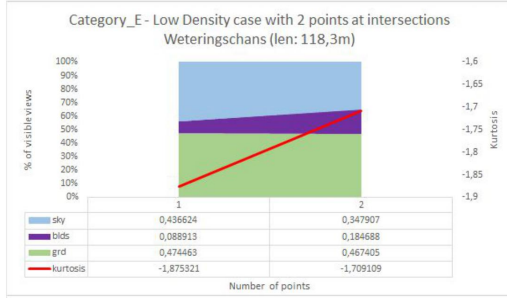 Category_E - Low Density case with 2 points at intersections
Weteringschans (len: 118,3m)
100%
90%
80%
70%
60%
50%
40%
30%
20%
10%
0%
% of visible views
-1,6
-1,65
-1,7
-1,75
-1,8
-1,85
-1,9
Kurtosis
1 2
sky 0,436624 0,347907
blds 0,088913 0,184688
grd 0,474463 0,467405
kurtosis -1,875321 -1,709109
Number of points